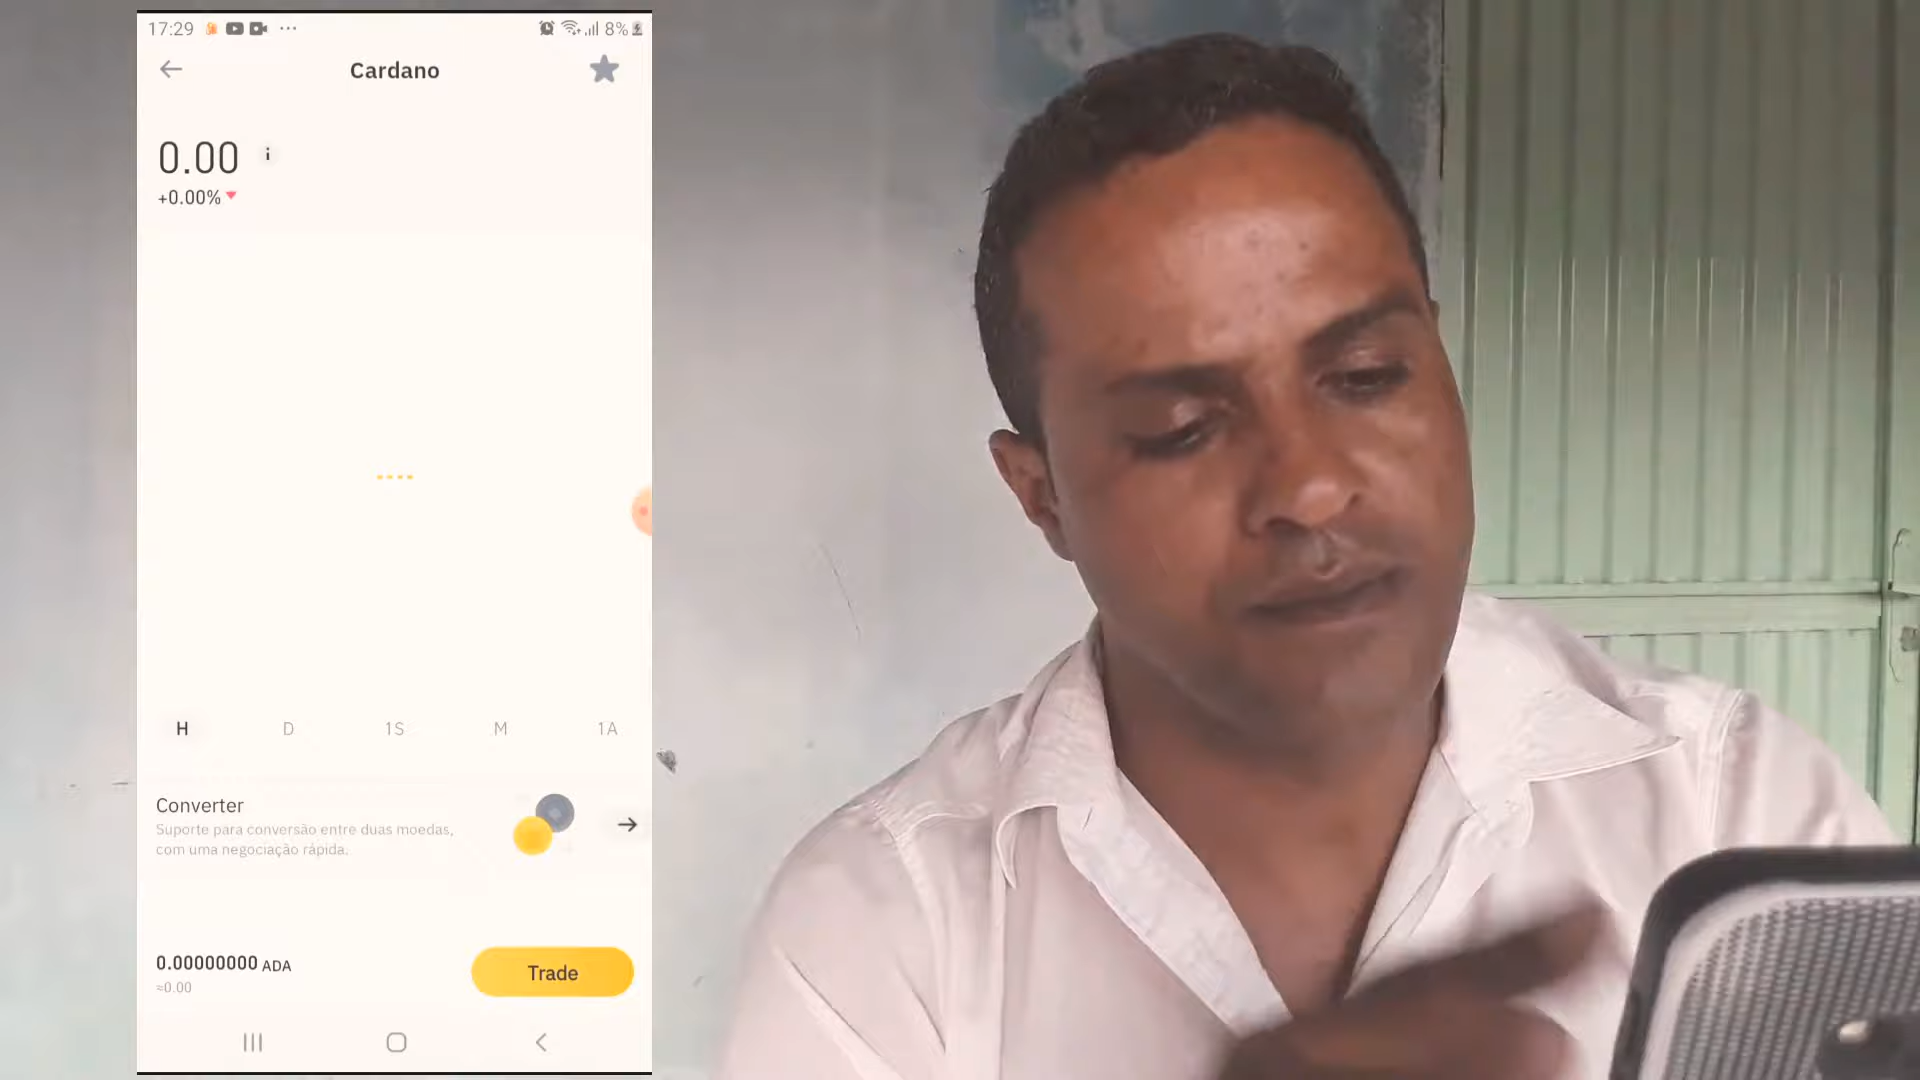 17:29
8%
Cardano
0.00 i
+0.00%
H D 1S M 1A
Converter
Suporte para conversão entre duas moedas,
com uma negociação rápida.
0.00000000 ADA
≈0.00
Trade